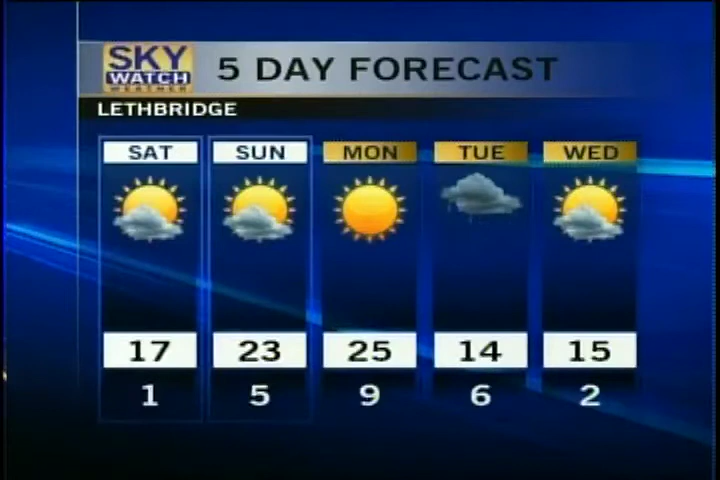 SKY
WATCH
WEATHER
5 DAY FORECAST
LETHBRIDGE
SAT SUN MON TUE WED
17 23 25 14 15
1 5 9 6 2